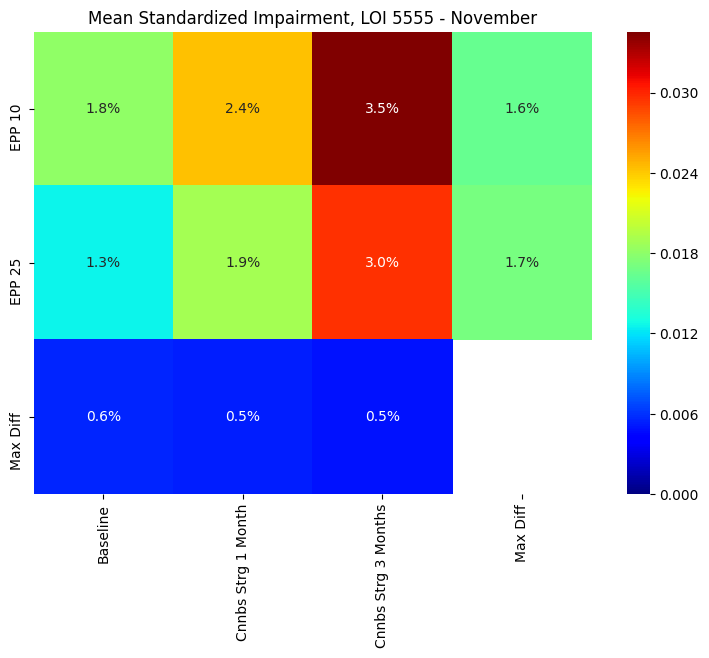 Mean Standardized Impairment, LOI 5555 - November
EPP 10
1.8%
2.4%
3.5%
1.6%
EPP 25
1.3%
1.9%
3.0%
1.7%
Max Diff
0.6%
0.5%
0.5%
Baseline
Cnnbs Strg 1 Month
Cnnbs Strg 3 Months
Max Diff
0.030
0.024
0.018
0.012
0.006
0.000